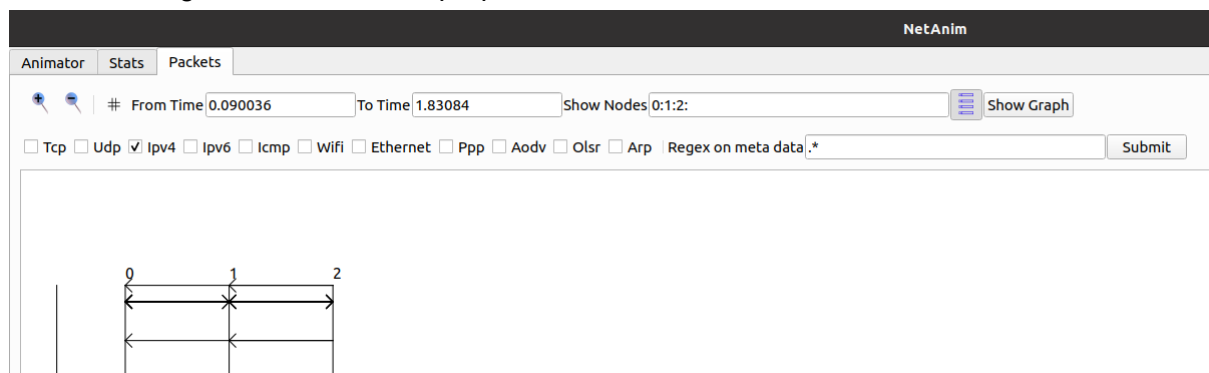 NetAnim
Animator Stats Packets
# From Time 0.090036 To Time 1.83084 Show Nodes 0:1:2: Show Graph
Tcp Udp Ipv4 Ipv6 Icmp Wifi Ethernet Ppp Aodv Olsr Arp Regex on meta data .* Submit
0 1 2